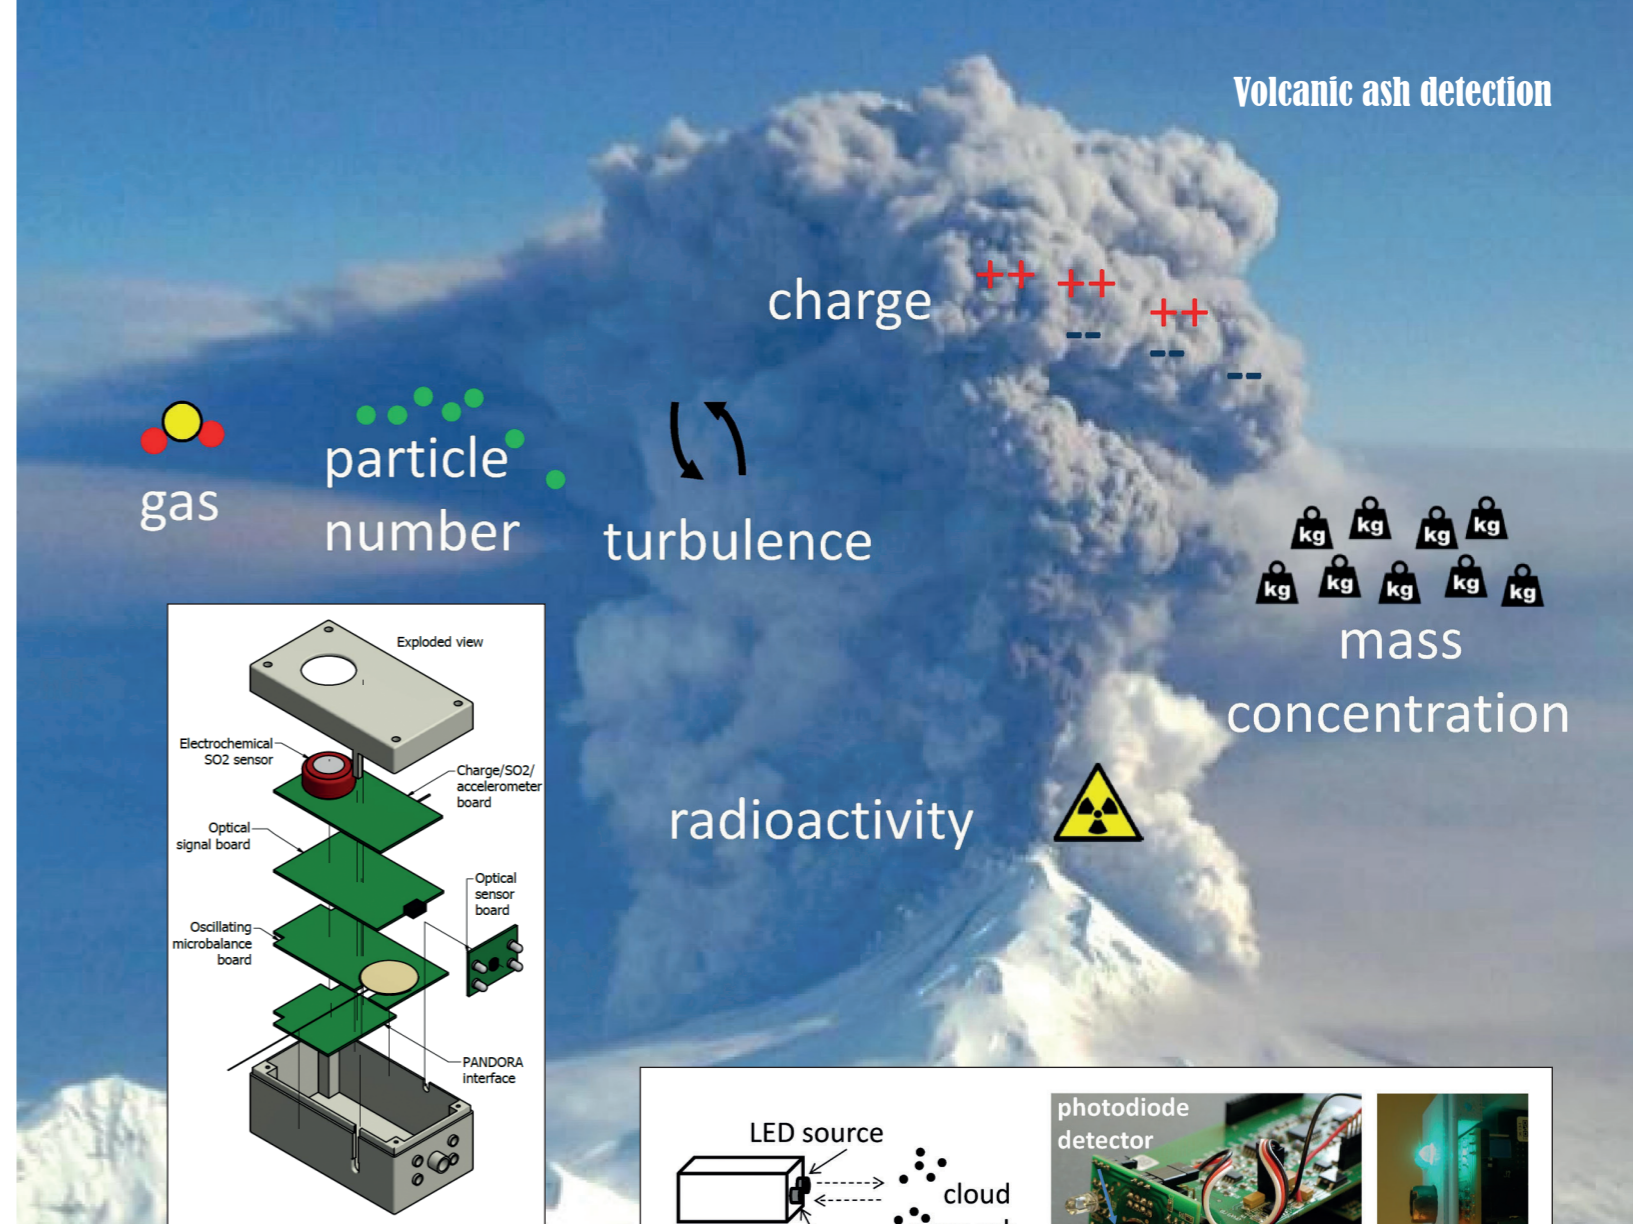 Volcanic ash detection
charge
++ ++ ++
-- -- --
gas
particle
number
turbulence
kg kg kg kg
kg kg kg kg kg
mass
concentration
radioactivity
Exploded view
Electrochemical
SO2 sensor
Charge/SO2/
accelerometer
board
Optical
signal board
Optical
sensor
board
Oscillating
microbalance
board
PANDORA
interface
LED source
cloud
photodiode
detector